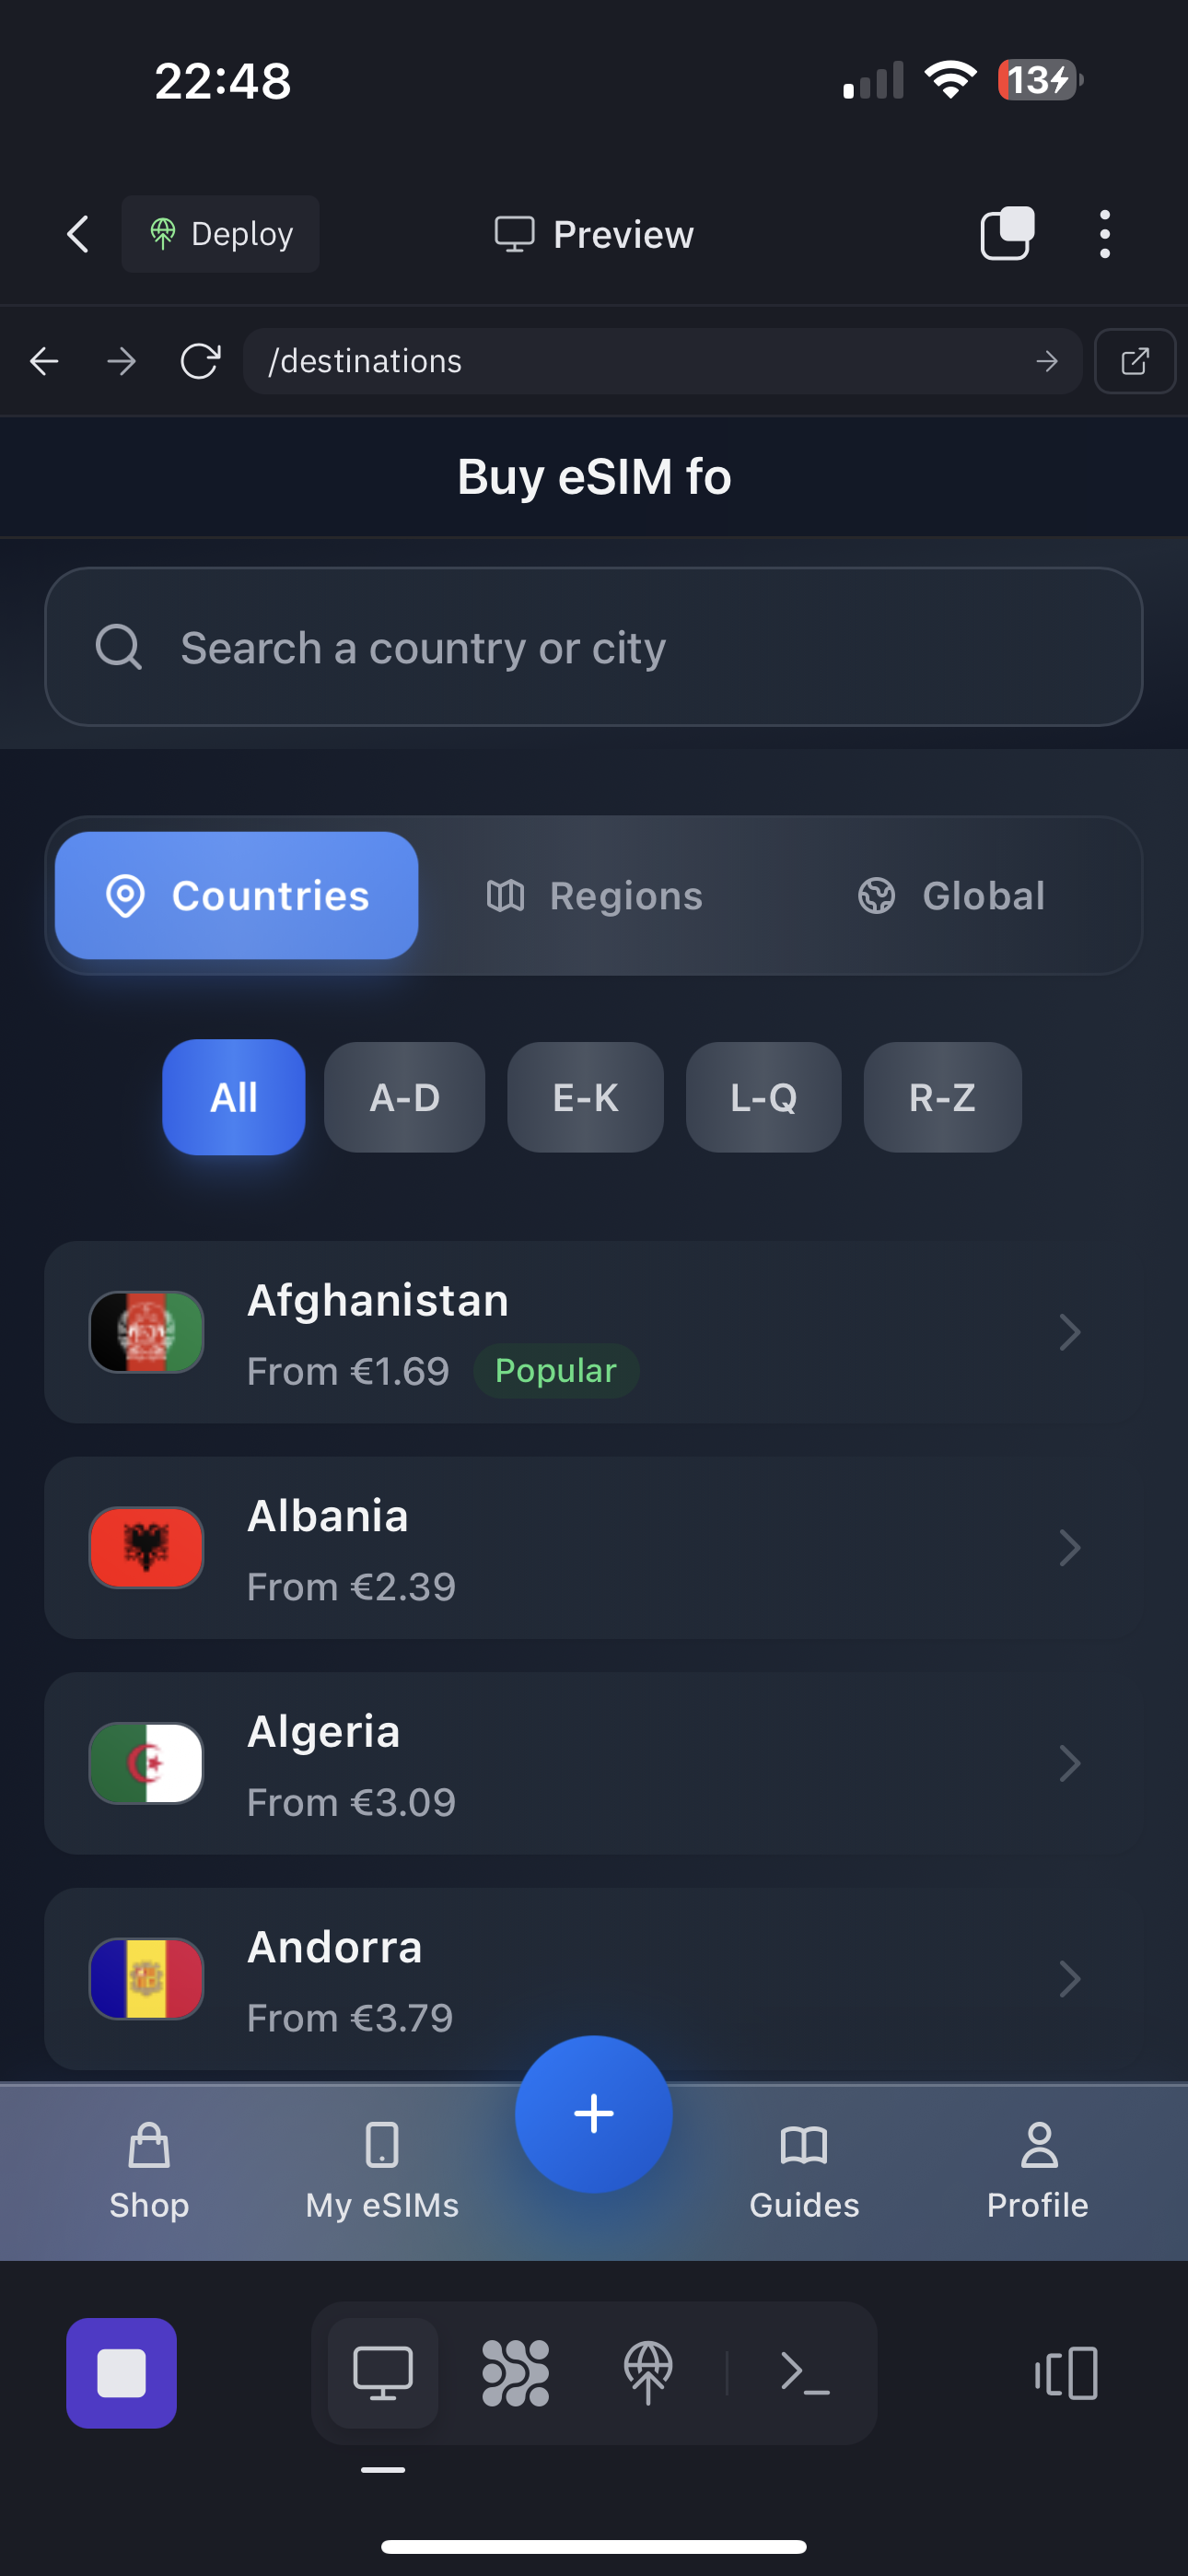 22:48
13
Deploy
Preview
/destinations
Buy eSIM fo
Search a country or city
Countries
Regions
Global
All
A-D
E-K
L-Q
R-Z
Afghanistan
From €1.69 Popular
Albania
From €2.39
Algeria
From €3.09
Andorra
From €3.79
Shop
My eSIMs
Guides
Profile